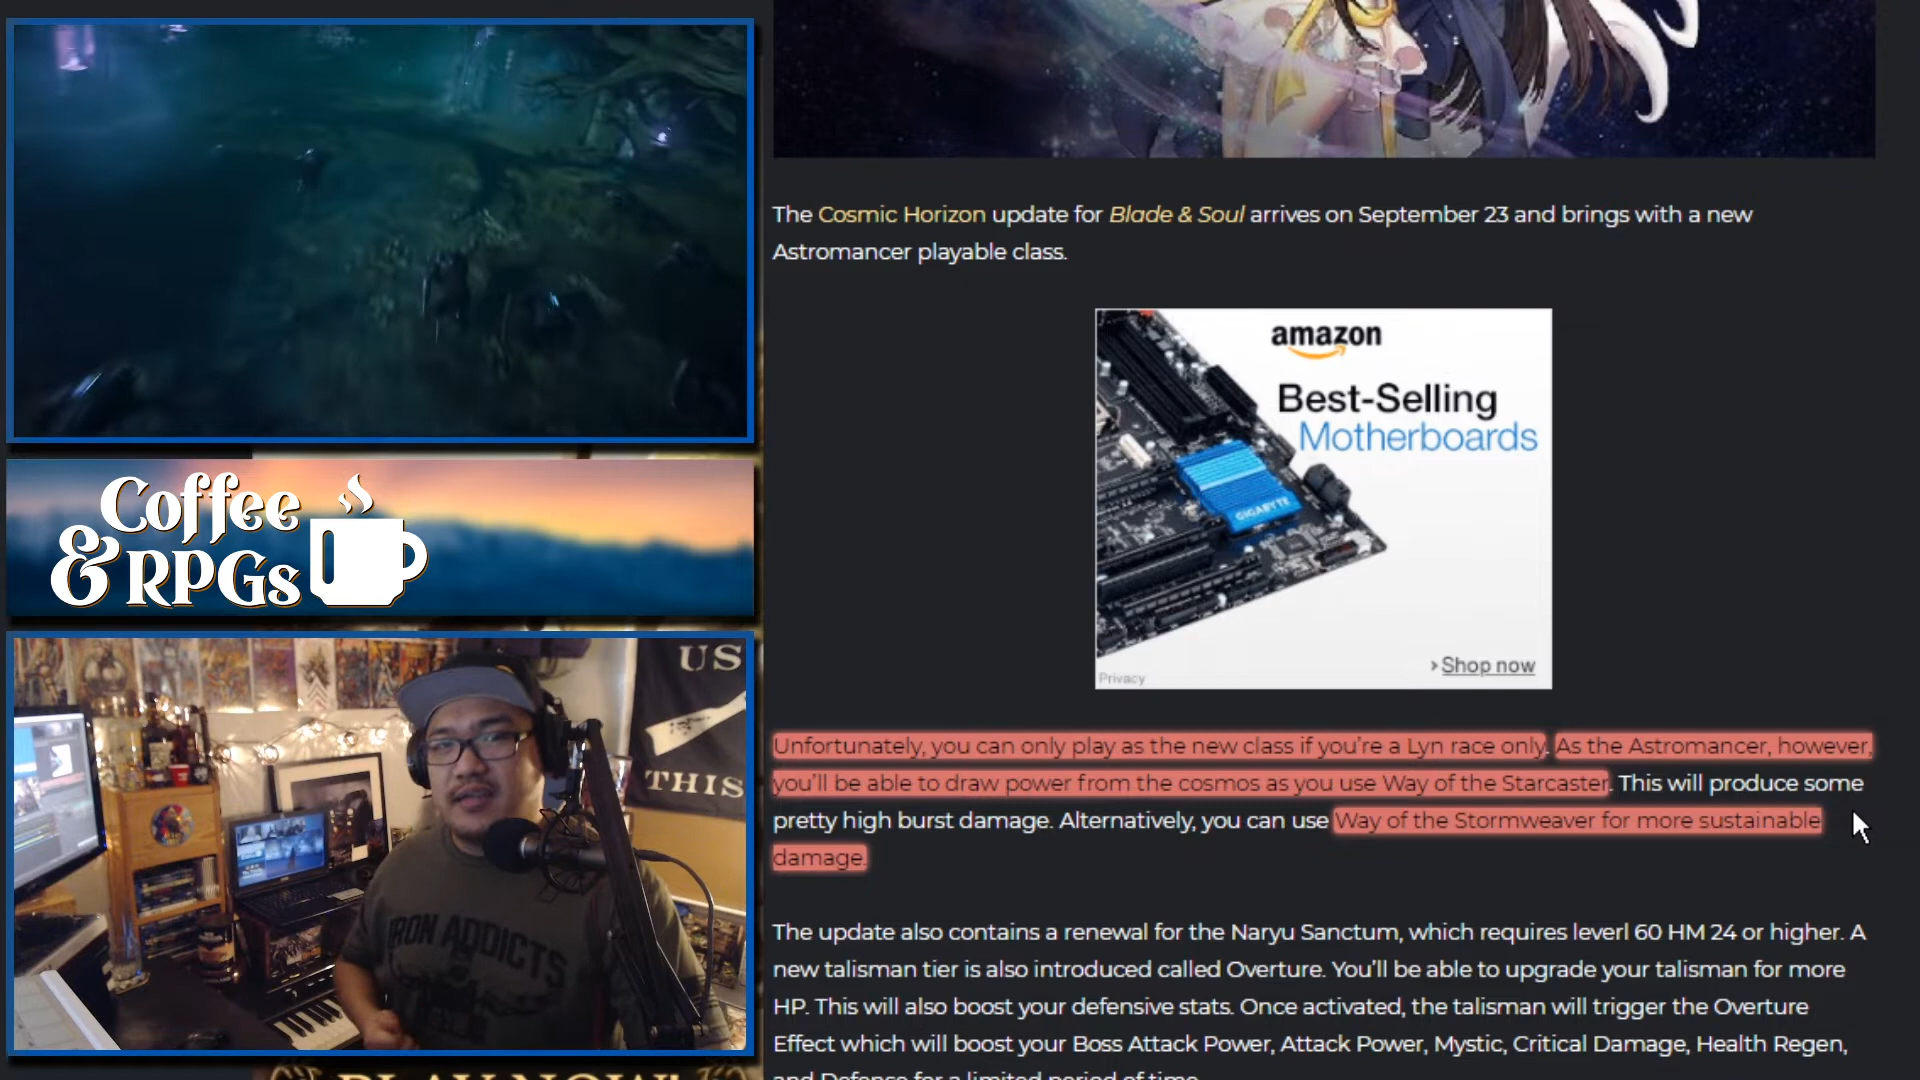 Coffee
& RPGs
US
THIS
IRON ADDICTS
PLAY NOW!
The Cosmic Horizon update for Blade & Soul arrives on September 23 and brings with a new
Astromancer playable class.
amazon
Best-Selling
Motherboards
GIGABYTE
Privacy
› Shop now
Unfortunately, you can only play as the new class if you're a Lyn race only. As the Astromancer, however,
you'll be able to draw power from the cosmos as you use Way of the Starcaster. This will produce some
pretty high burst damage. Alternatively, you can use Way of the Stormweaver for more sustainable
damage.
The update also contains a renewal for the Naryu Sanctum, which requires leverl 60 HM 24 or higher. A
new talisman tier is also introduced called Overture. You'll be able to upgrade your talisman for more
HP. This will also boost your defensive stats. Once activated, the talisman will trigger the Overture
Effect which will boost your Boss Attack Power, Attack Power, Mystic, Critical Damage, Health Regen,
and Defense for a limited period of time.